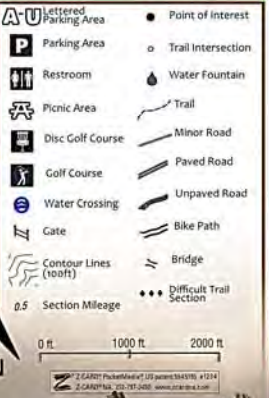 A-U Lettered
Parking Area
P Parking Area
Restroom
Picnic Area
Disc Golf Course
Golf Course
Water Crossing
Gate
Contour Lines
(100ft)
0.5 Section Mileage
Point of Interest
Trail Intersection
Water Fountain
Trail
Minor Road
Paved Road
Unpaved Road
Bike Path
Bridge
Difficult Trail
Section
0 ft 1000 ft 2000 ft
Z-CARD® PocketMedia®